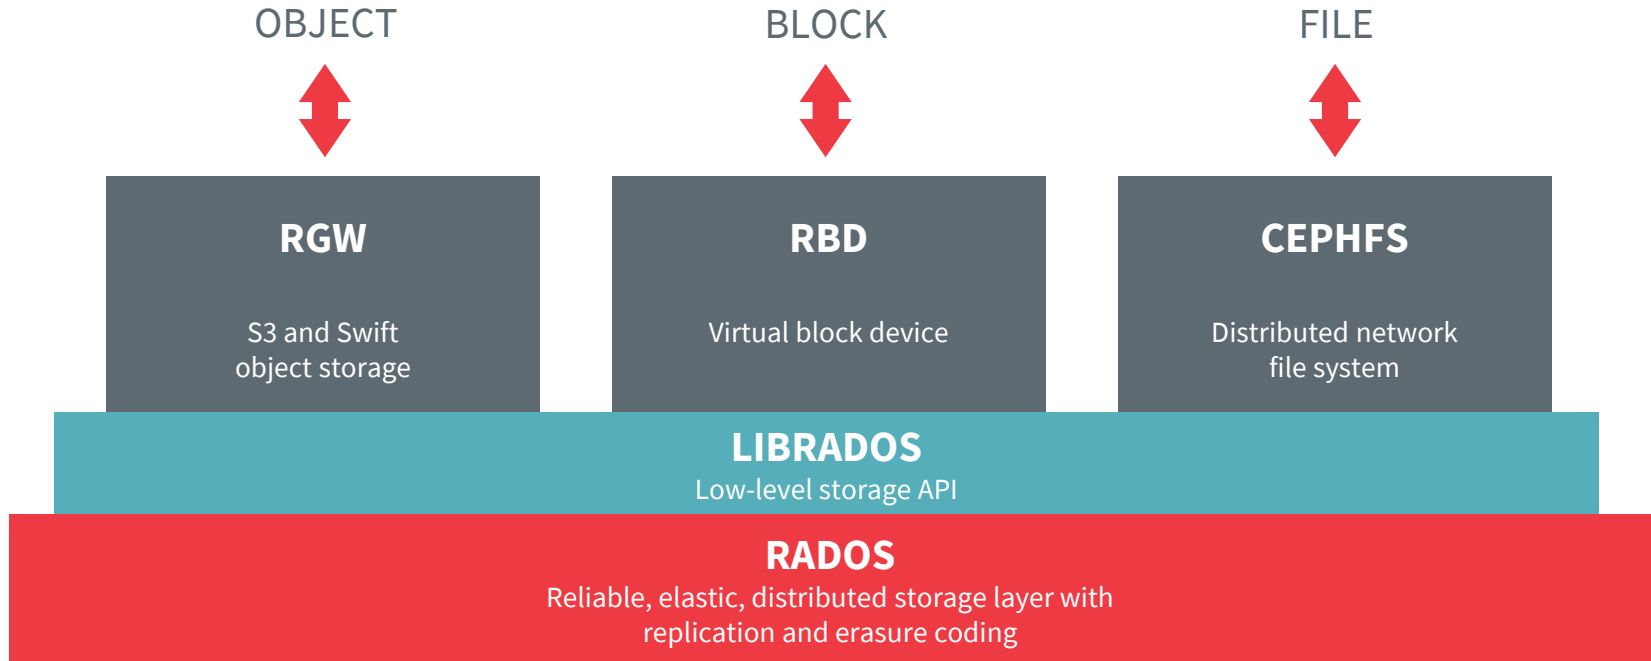 OBJECT
BLOCK
FILE
RGW
S3 and Swift
object storage
RBD
Virtual block device
CEPHFS
Distributed network
file system
LIBRADOS
Low-level storage API
RADOS
Reliable, elastic, distributed storage layer with
replication and erasure coding